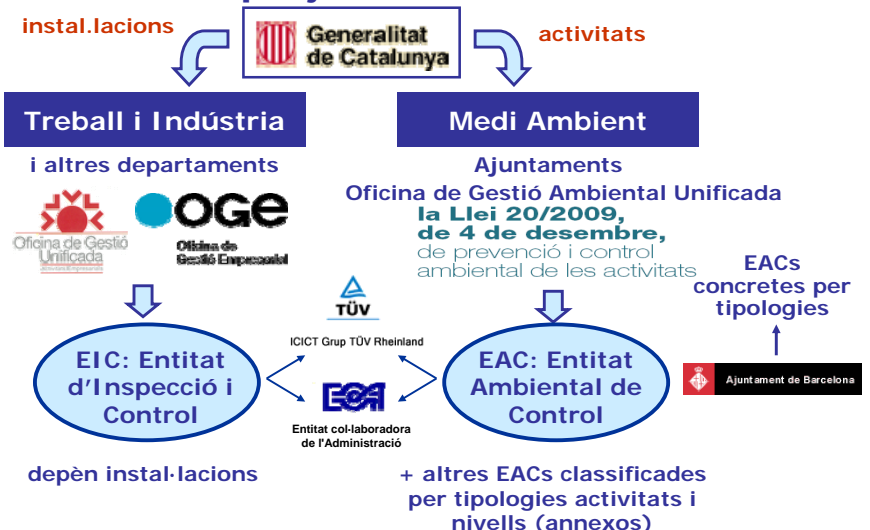 instal.lacions
Generalitat
de Catalunya
activitats
Treball i Indústria
Medi Ambient
i altres departaments
Ajuntaments
Oficina de Gestió Ambiental Unificada
Oficina de Gestió
Unificada
OGE
Oficina de
Gestió Empresarial
la Llei 20/2009,
de 4 de desembre,
de prevenció i control
ambiental de les activitats
EACs
concretes per
tipologies
TÜV
ICICT Grup TÜV Rheinland
EIC: Entitat
d'Inspecció i
Control
ECA
Entitat col·laboradora
de l'Administració
EAC: Entitat
Ambiental de
Control
Ajuntament de Barcelona
depèn instal·lacions
+ altres EACs classificades
per tipologies activitats i
nivells (annexos)